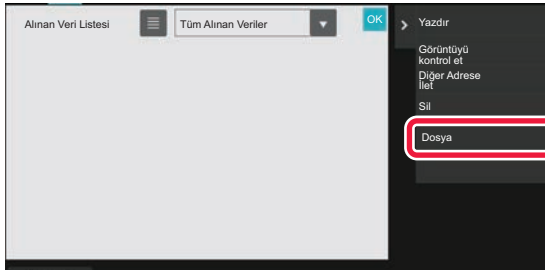 Alınan Veri Listesi
Tüm Alınan Veriler
OK
Yazdır
Görüntüyü
kontrol et
Diğer Adrese
İlet
Sil
Dosya